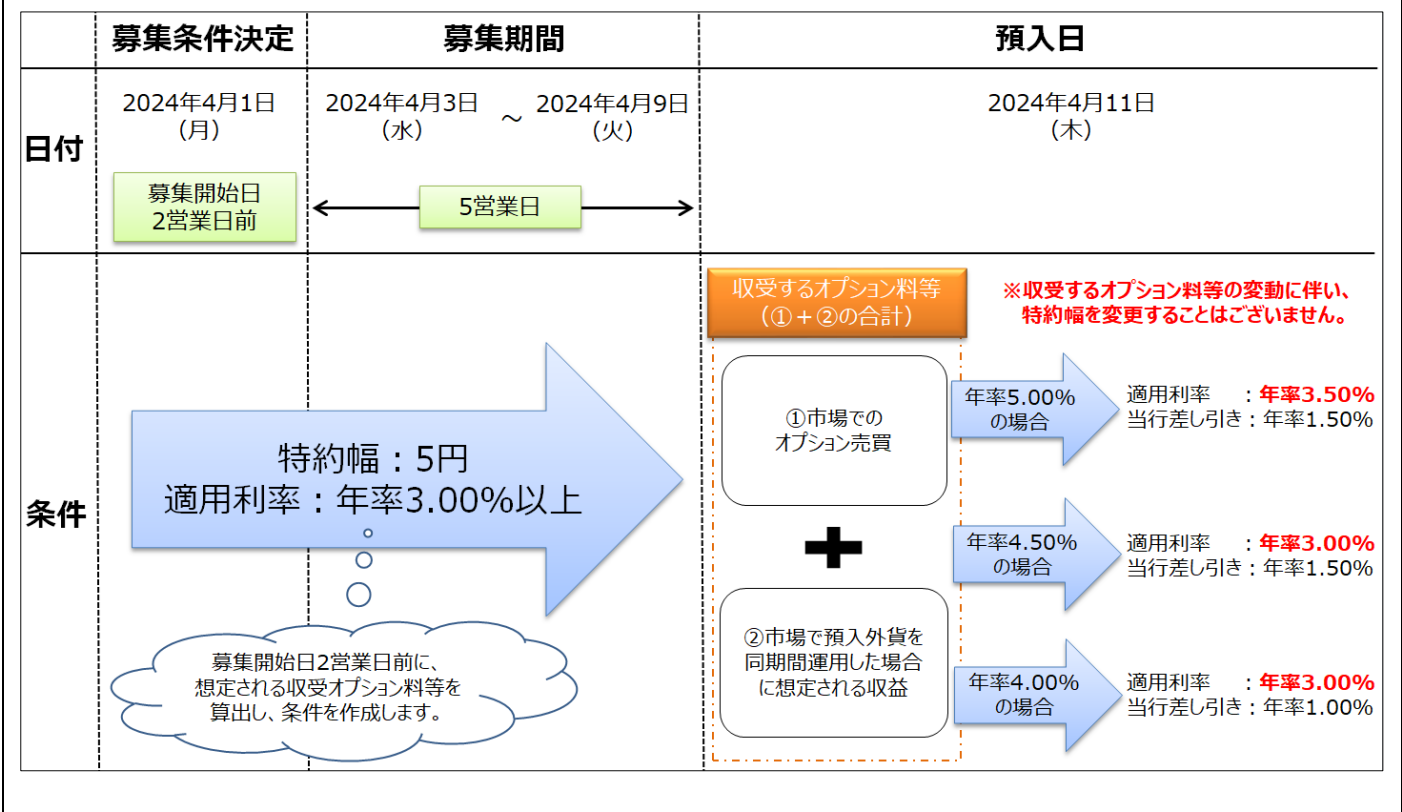 募集条件決定
募集期間
預入日
日付
2024年4月1日
（月）
2024年4月3日
（水）
～
2024年4月9日
（火）
2024年4月11日
（木）
募集開始日
2営業日前
5営業日
条件
特約幅：5円
適用利率：年率3.00%以上
募集開始日2営業日前に、
想定される収受オプション料等を
算出し、条件を作成します。
収受するオプション料等
（①＋②の合計）
※収受するオプション料等の変動に伴い、
特約幅を変更することはございません。
①市場での
オプション売買
②市場で預入外貨を
同期間運用した場合
に想定される収益
年率5.00%
の場合
適用利率　：年率3.50%
当行差し引き：年率1.50%
年率4.50%
の場合
適用利率　：年率3.00%
当行差し引き：年率1.50%
年率4.00%
の場合
適用利率　：年率3.00%
当行差し引き：年率1.00%